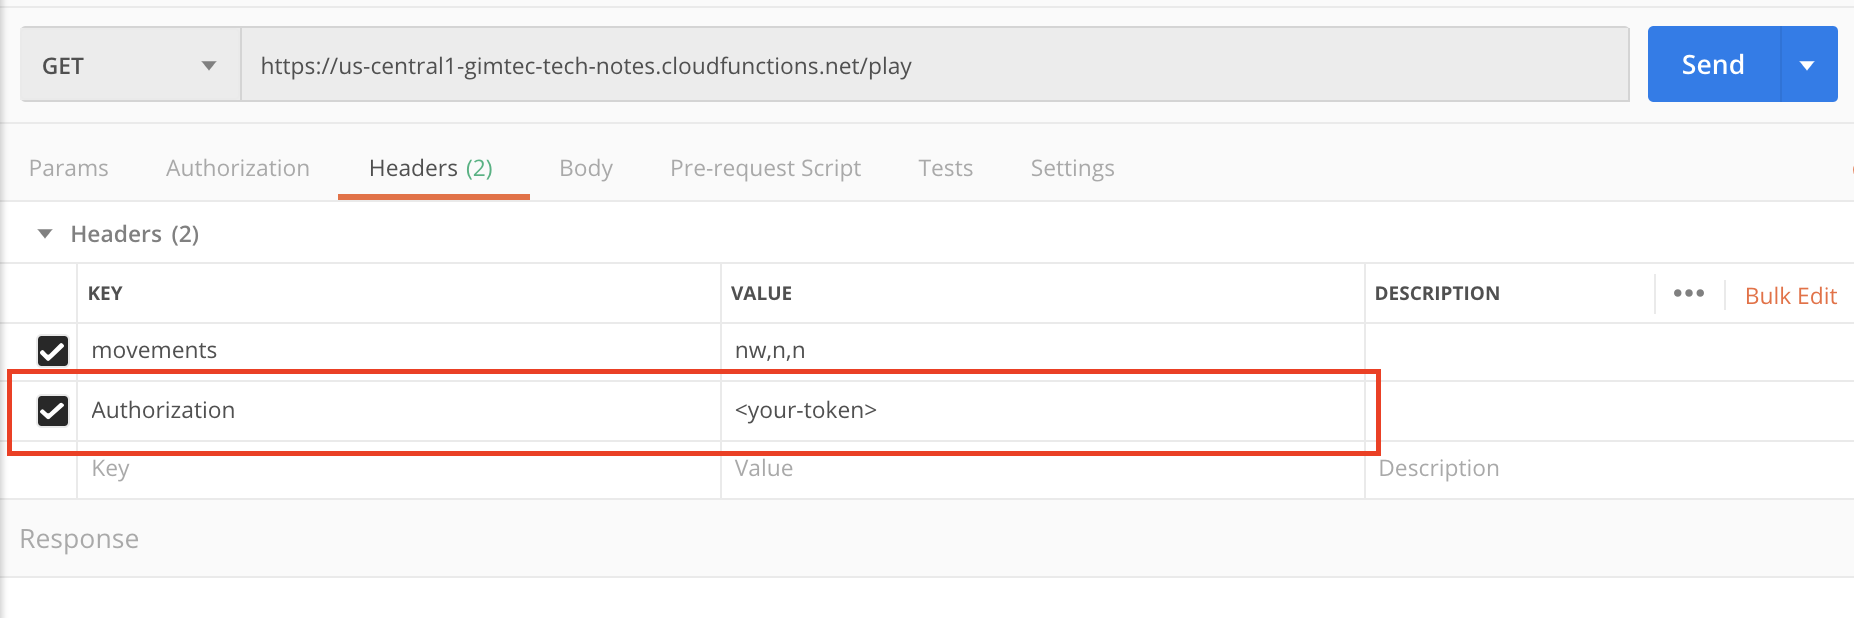 GET https://us-central1-gimtec-tech-notes.cloudfunctions.net/play Send
Params Authorization Headers (2) Body Pre-request Script Tests Settings
Headers (2)
KEY VALUE DESCRIPTION ••• Bulk Edit
movements nw,n,n
Authorization <your-token>
Key Value Description
Response